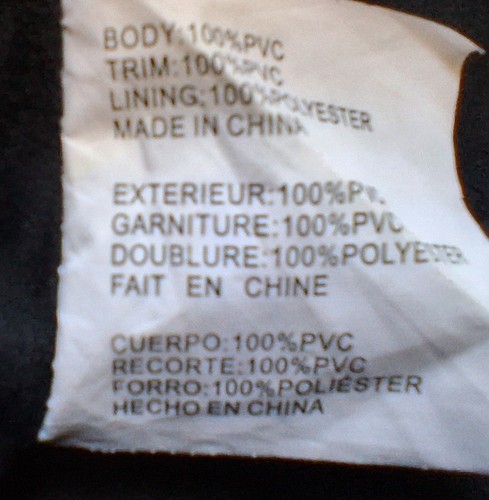 BODY:100%PVC
TRIM:100%PVC
LINING:100%POLYESTER
MADE IN CHINA
EXTERIEUR:100%PVC
GARNITURE:100%PVC
DOUBLURE:100%POLYESTER
FAIT EN CHINE
CUERPO:100%PVC
RECORTE:100%PVC
FORRO:100%POLIÉSTER
HECHO EN CHINA